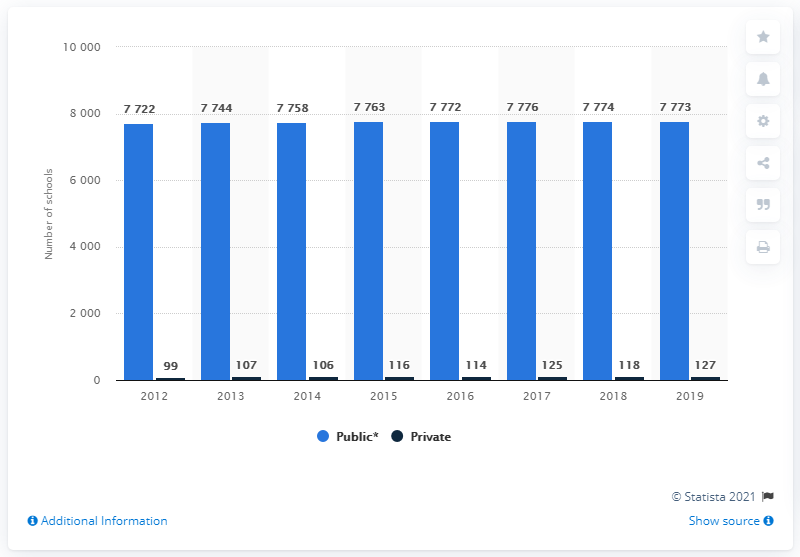 10 000
8 000
6 000
4 000
2 000
0
Number of schools
7 722 7 744 7 758 7 763 7 772 7 776 7 774 7 773
99 107 106 116 114 125 118 127
2012 2013 2014 2015 2016 2017 2018 2019
Public* Private
© Statista 2021
Additional Information Show source